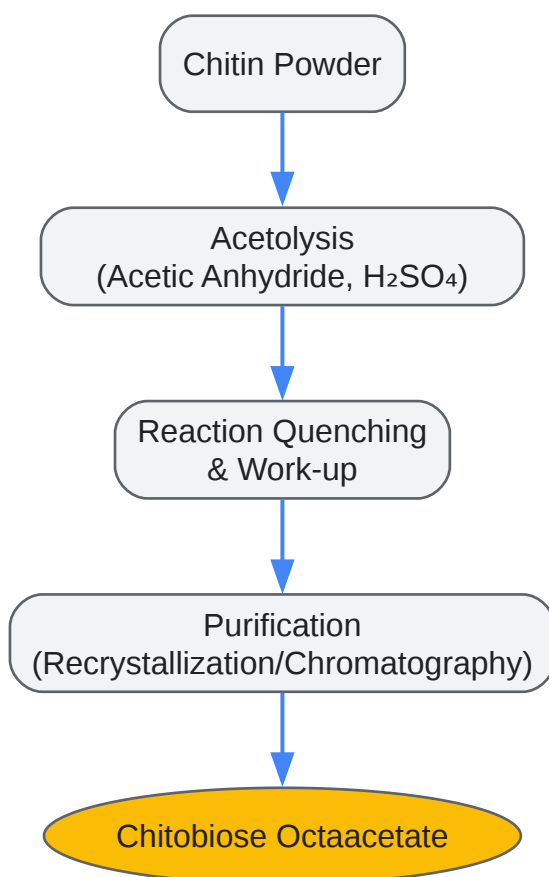 Chitin Powder
Acetolysis
(Acetic Anhydride, H₂SO₄)
Reaction Quenching
& Work-up
Purification
(Recrystallization/Chromatography)
Chitobiose Octaacetate